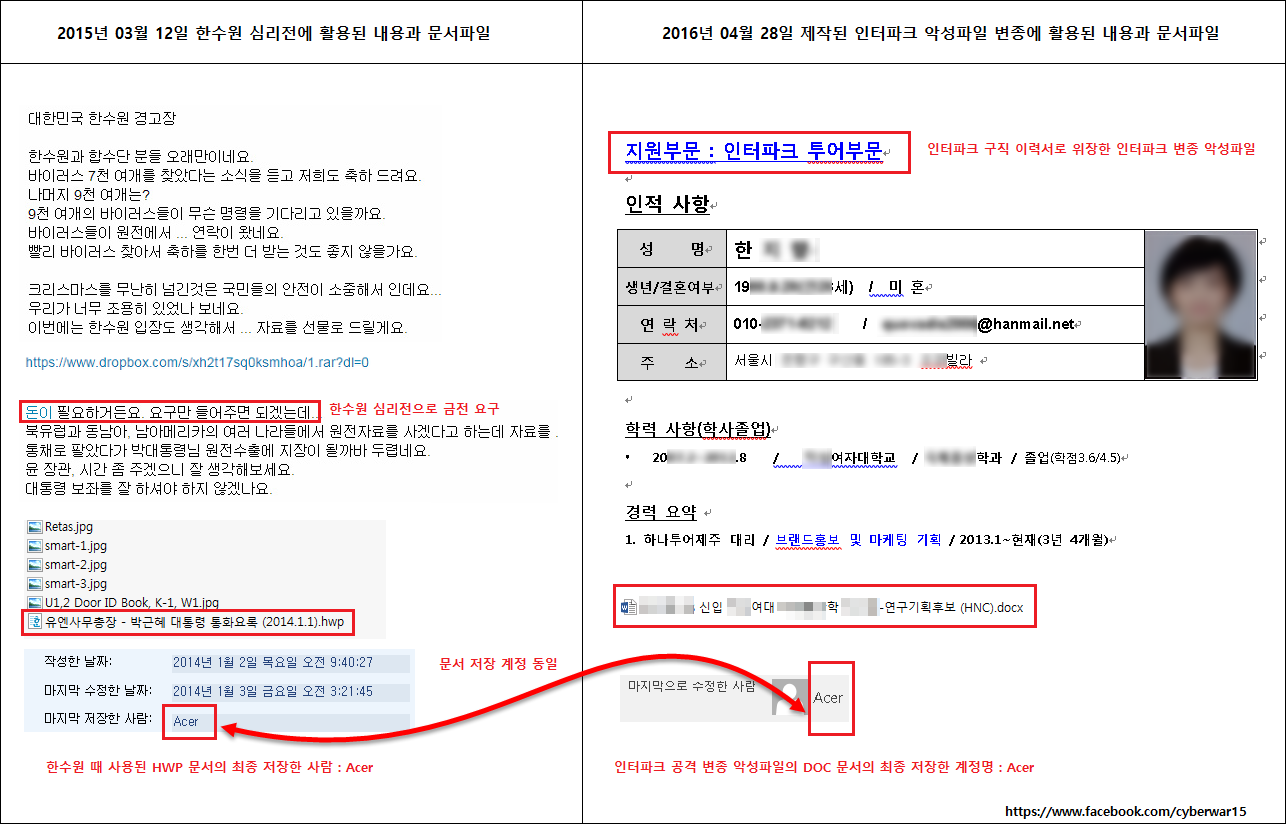 2015년 03월 12일 한수원 심리전에 활용된 내용과 문서파일
대한민국 한수원 경고장
한수원과 합수단 분들 오래만이네요.
바이러스 7천 여개를 찾았다는 소식을 듣고 저희도 축하 드려요.
나머지 9천 여개는?
9천 여개의 바이러스들이 무슨 명령을 기다리고 있을까요.
바이러스들이 원전에서 ... 연락이 왔네요.
빨리 바이러스 찾아서 축하를 한번 더 받는 것도 좋지 않을가요.
크리스마스를 무난히 넘긴것은 국민들의 안전이 소중해서 인데요...
우리가 너무 조용히 있었나 보네요.
이번에는 한수원 입장도 생각해서 ... 자료를 선물로 드릴게요.
https://www.dropbox.com/s/xh2t17sq0ksmhoa/1.rar?dl=0
돈이 필요하거든요. 요구만 들어주면 되겠는데...
한수원 심리전으로 금전 요구
북유럽과 동남아, 남아메리카의 여러 나라들에서 원전자료를 사겠다고 하는데 자료를 .
통채로 팔았다가 박대통령님 원전수출에 지장이 될까바 두렵네요.
윤 장관, 시간 좀 주겠으니 잘 생각해보세요.
대통령 보좌를 잘 하셔야 하지 않겠나요.
Retas.jpg
smart-1.jpg
smart-2.jpg
smart-3.jpg
U1,2 Door ID Book, K-1, W1.jpg
유엔사무총장 - 박근혜 대통령 통화요록 (2014.1.1).hwp
작성한 날짜: 2014년 1월 2일 목요일 오전 9:40:27
마지막 수정한 날짜: 2014년 1월 3일 금요일 오전 3:21:45
마지막 저장한 사람: Acer
문서 저장 계정 동일
한수원 때 사용된 HWP 문서의 최종 저장한 사람 : Acer
2016년 04월 28일 제작된 인터파크 악성파일 변종에 활용된 내용과 문서파일
지원부문 : 인터파크 투어부문
인터파크 구직 이력서로 위장한 인터파크 변종 악성파일
인적 사항
성 명 한
생년/결혼여부 19 세) / 미 혼
연 락 처 010- / @hanmail.net
주 소 서울시 빌라
학력 사항(학사졸업)
• 20 .8 / 여자대학교 / 학과 / 졸업(학점3.6/4.5)
경력 요약
1. 하나투어제주 대리 / 브랜드홍보 및 마케팅 기획 / 2013.1~현재(3년 4개월)
신입 여대 학 -연구기획후보 (HNC).docx
마지막으로 수정한 사람 Acer
인터파크 공격 변종 악성파일의 DOC 문서의 최종 저장한 계정명 : Acer
https://www.facebook.com/cyberwar15